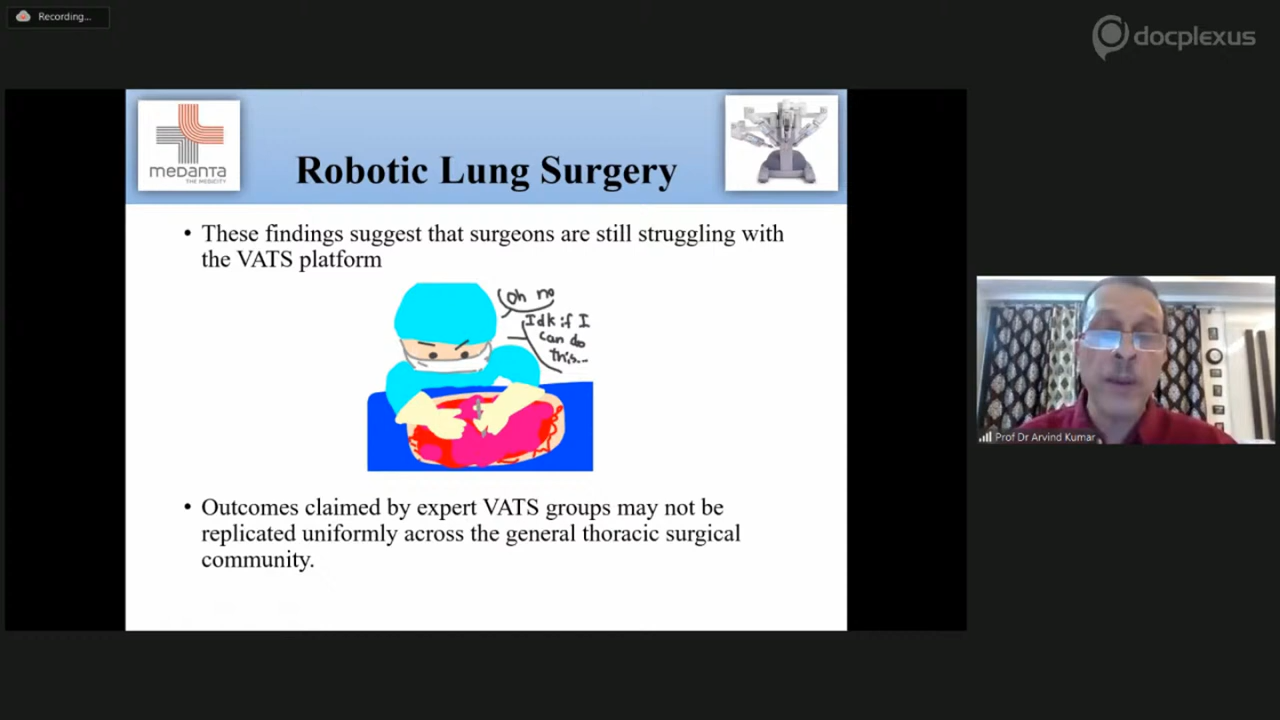 Recording...
docplexus
medanta
THE MEDICITY
Robotic Lung Surgery
• These findings suggest that surgeons are still struggling with
the VATS platform
Oh no
Idk if I
can do
this...
• Outcomes claimed by expert VATS groups may not be
replicated uniformly across the general thoracic surgical
community.
Prof Dr Arvind Kumar